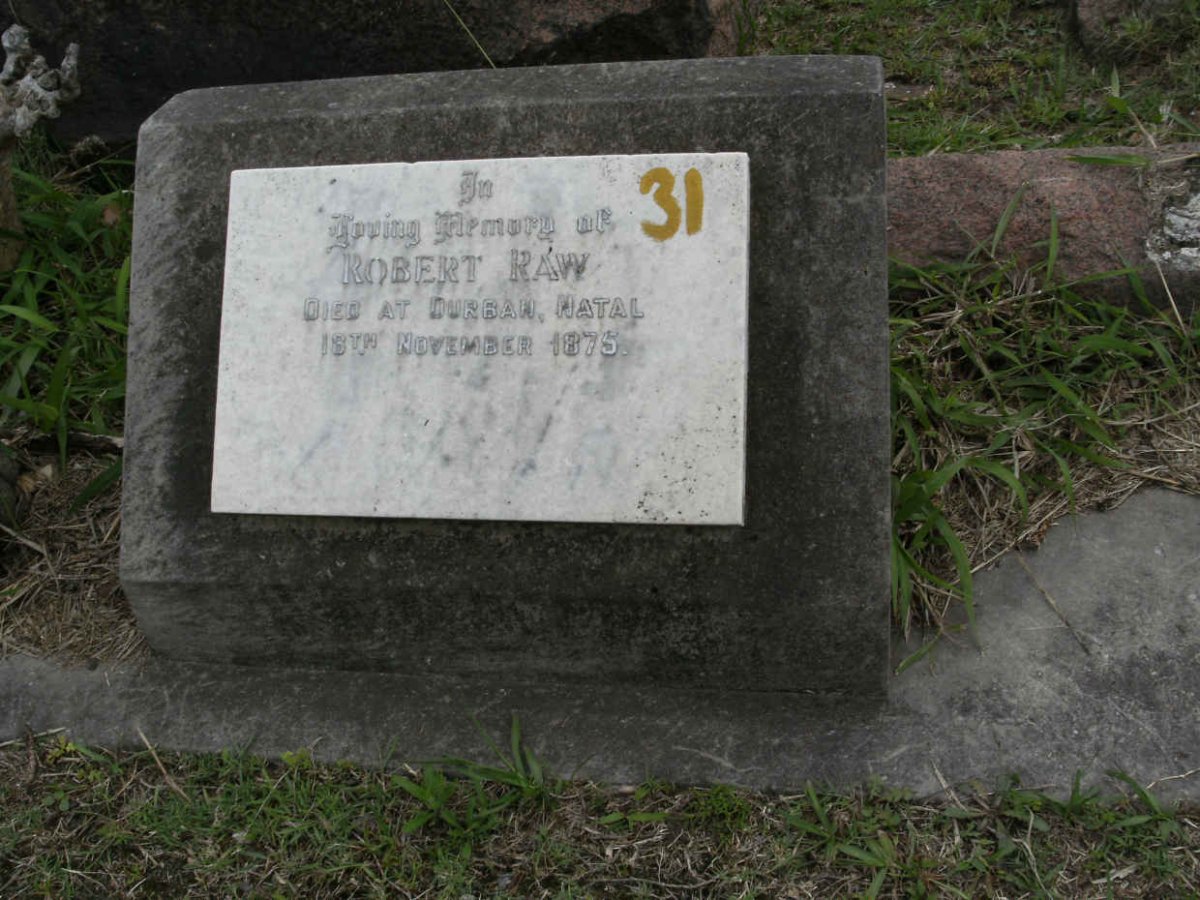 In
Loving Memory of
ROBERT RAW
DIED AT DURBAN, NATAL
18TH NOVEMBER 1875.
31